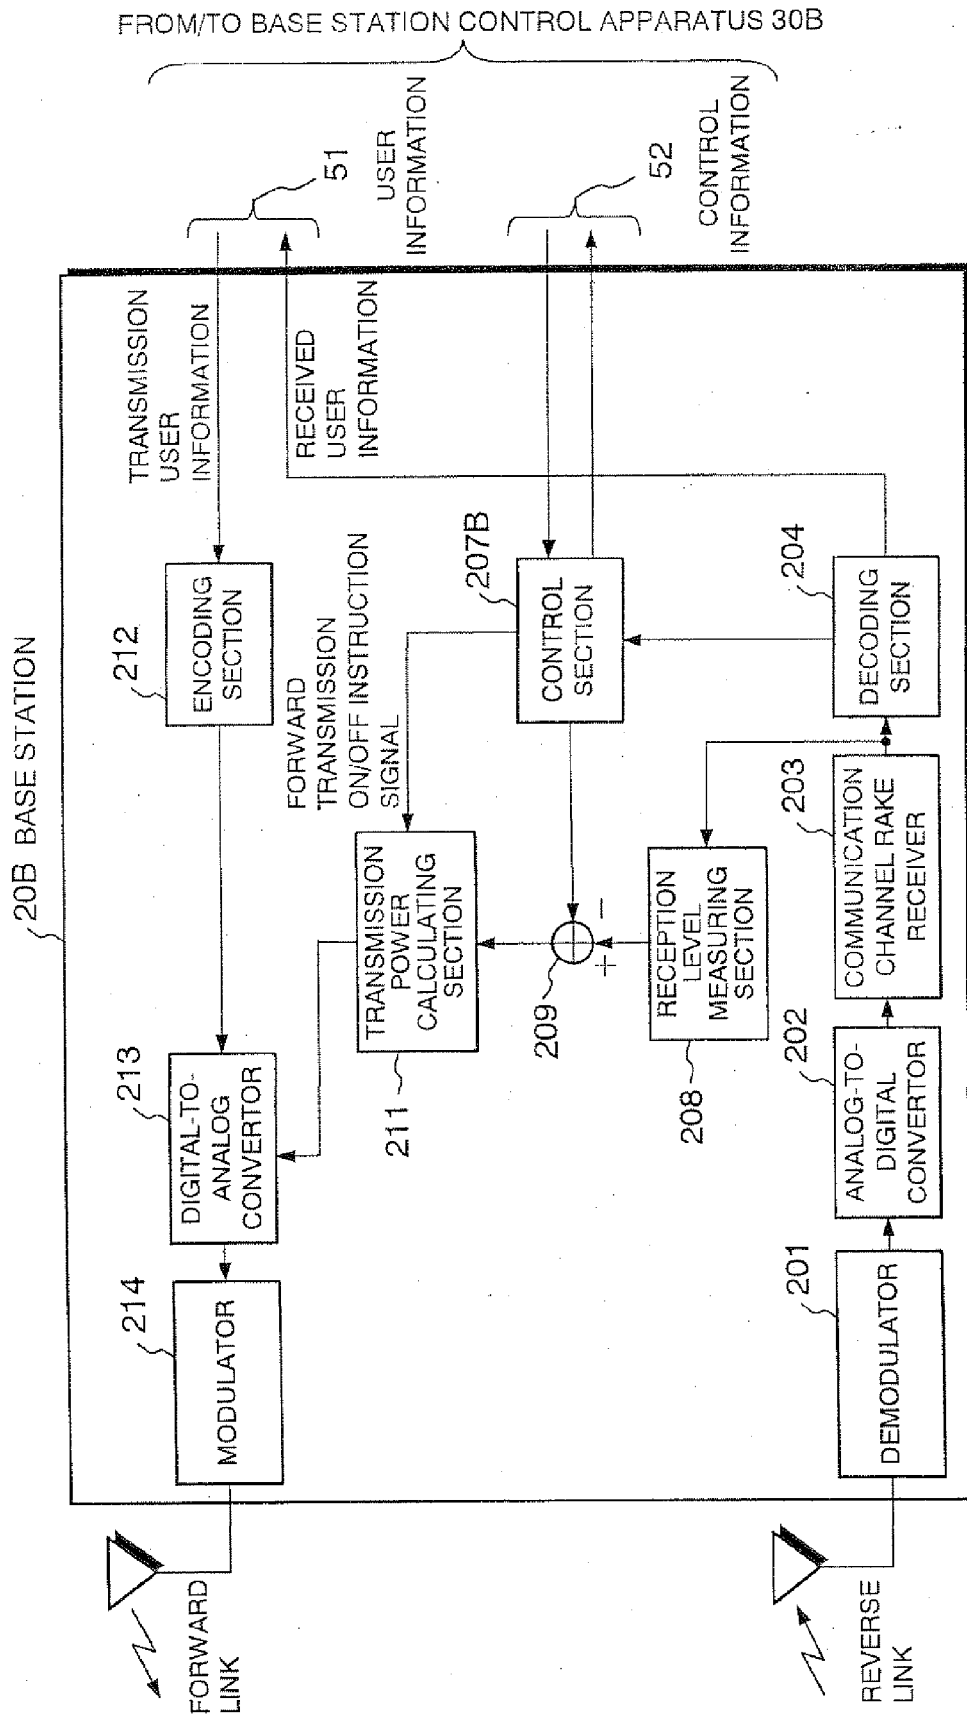 20B BASE STATION
FROM/TO BASE STATION CONTROL APPARATUS 30B
FORWARD
LINK
214
MODULATOR
213
DIGITAL-TO-
ANALOG
CONVERTOR
212
ENCODING
SECTION
TRANSMISSION
USER
INFORMATION
51
USER
INFORMATION
RECEIVED
USER
INFORMATION
FORWARD
TRANSMISSION
ON/OFF INSTRUCTION
SIGNAL
TRANSMISSION
POWER
CALCULATING
SECTION
211
207B
CONTROL
SECTION
52
CONTROL
INFORMATION
209
+
−
RECEPTION
LEVEL
MEASURING
SECTION
208
REVERSE
LINK
201
DEMODULATOR
202
ANALOG-TO-
DIGITAL
CONVERTOR
203
COMMUNICATION
CHANNEL RAKE
RECEIVER
204
DECODING
SECTION